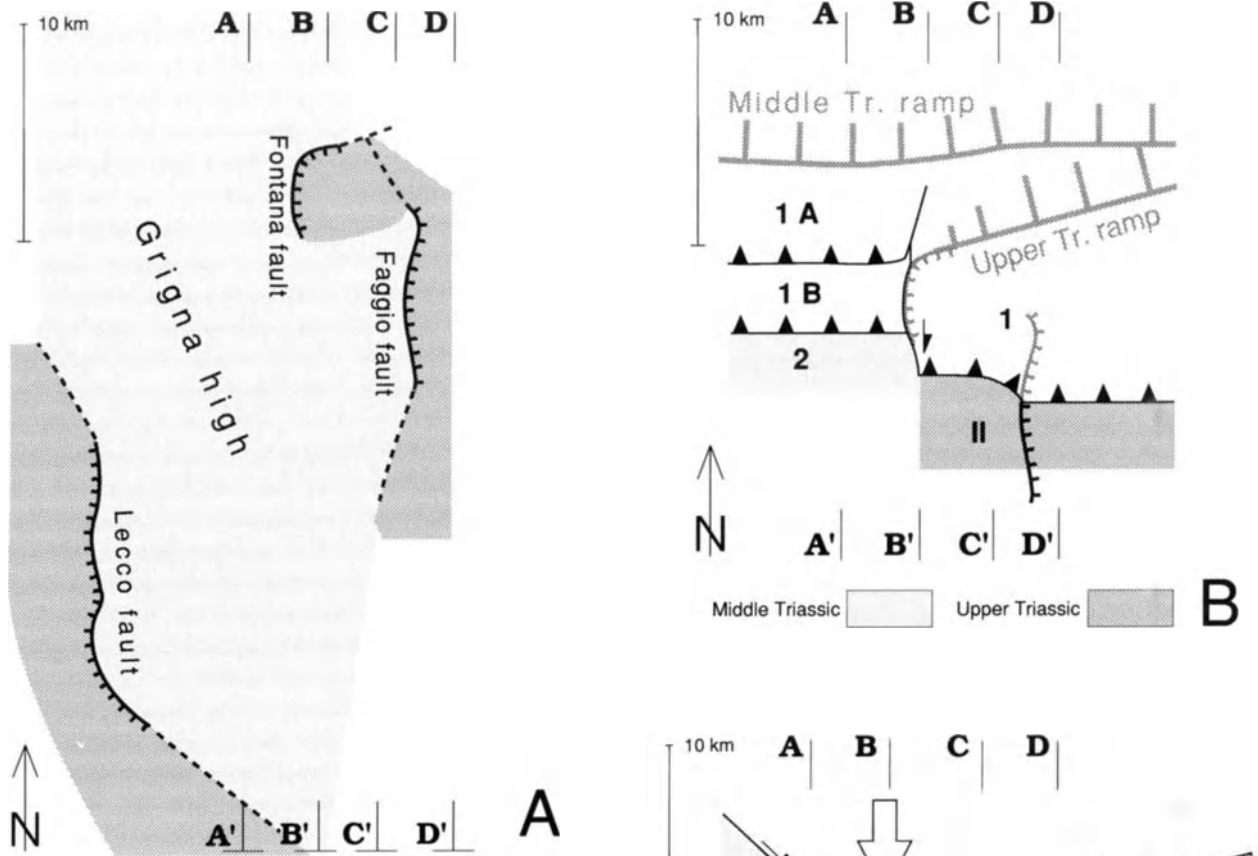 10 km
A B C D
Fontana fault
Faggio fault
Grigna high
Lecco fault
N
A' B' C' D'
A
10 km
A B C D
Middle Tr. ramp
1 A
Upper Tr. ramp
1 B
1
2
II
N
A' B' C' D'
Middle Triassic Upper Triassic
B
10 km
A B C D